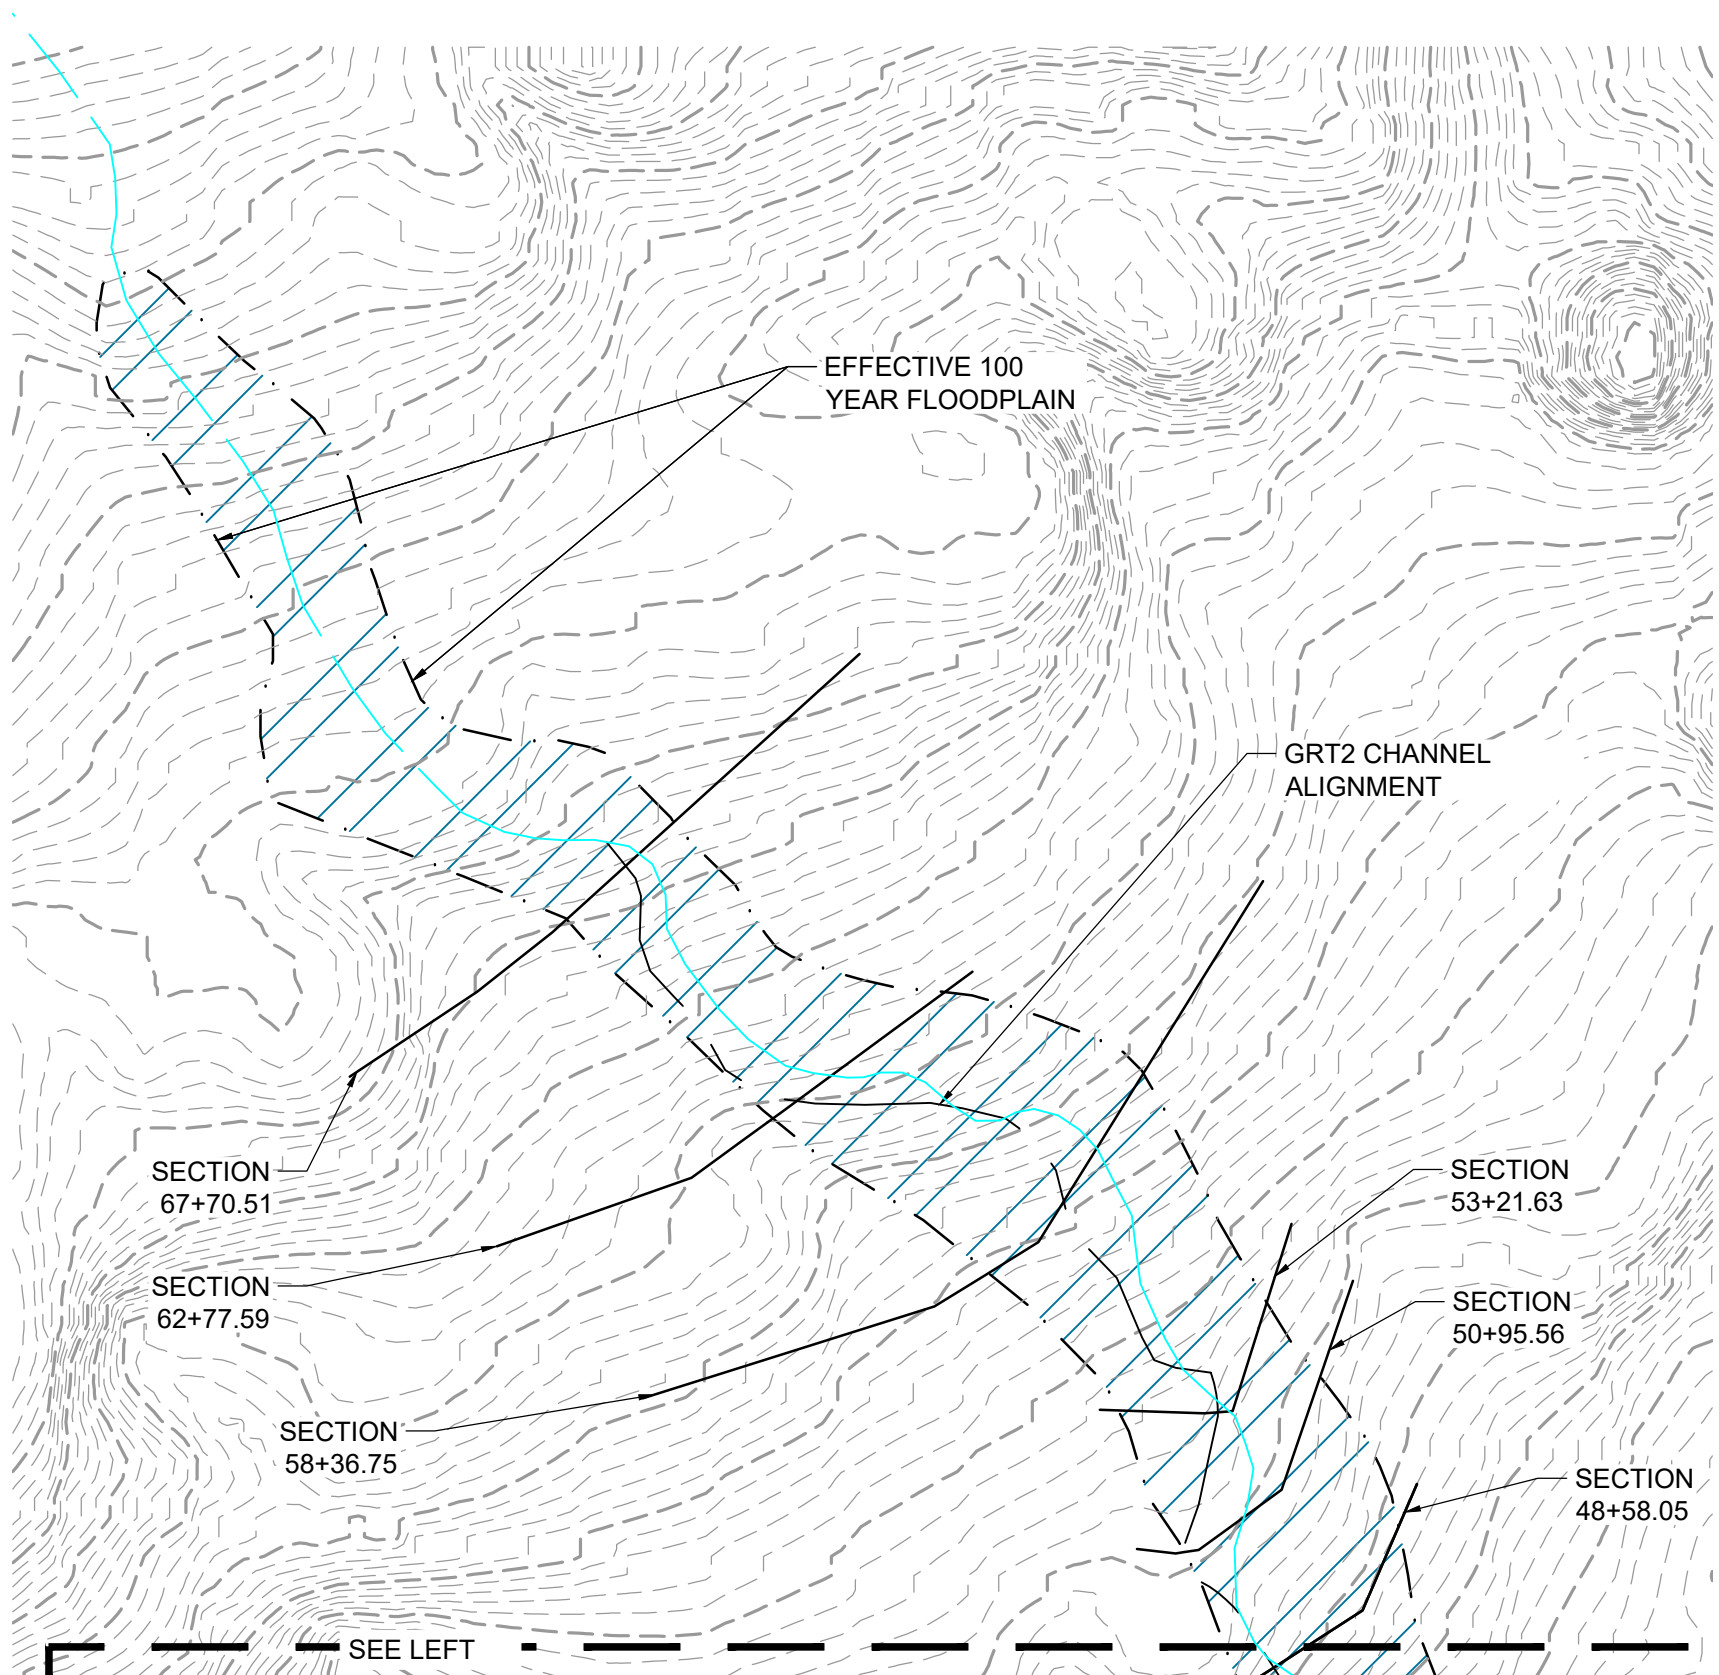 EFFECTIVE 100
YEAR FLOODPLAIN
GRT2 CHANNEL
ALIGNMENT
SECTION
67+70.51
SECTION
53+21.63
SECTION
62+77.59
SECTION
50+95.56
SECTION
58+36.75
SECTION
48+58.05
SEE LEFT